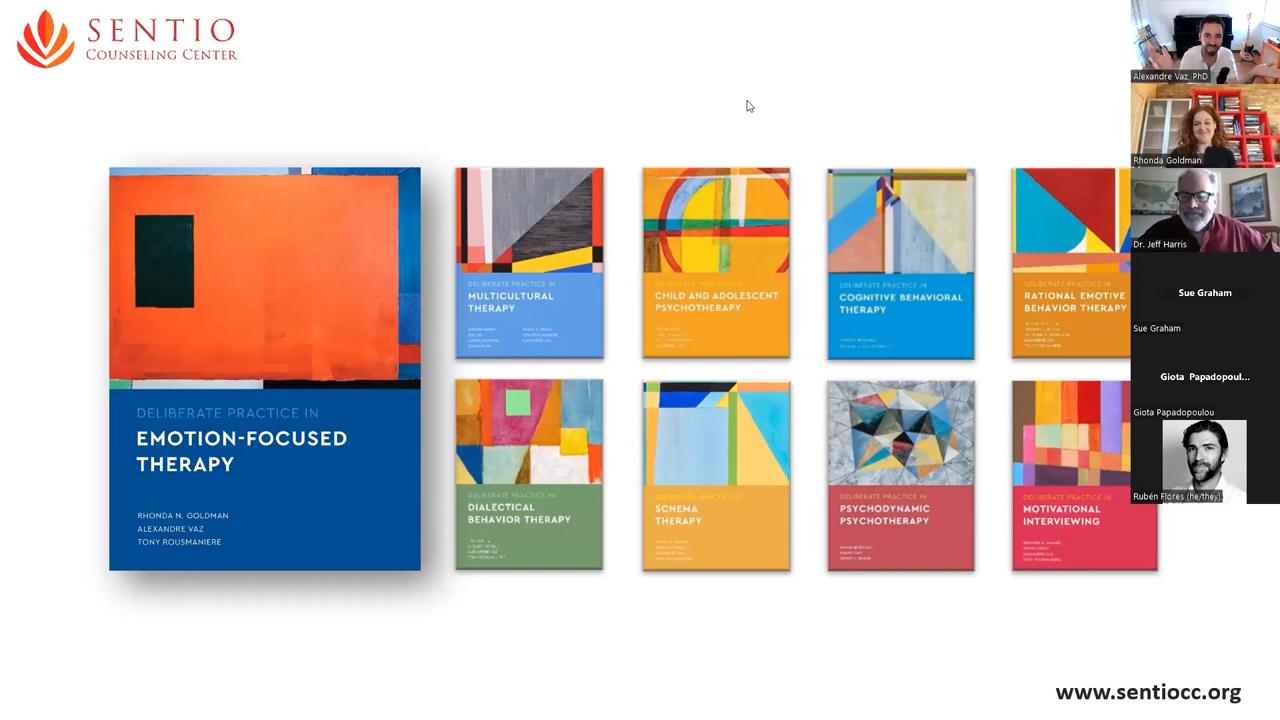 SENTIO
COUNSELING CENTER
DELIBERATE PRACTICE IN
EMOTION-FOCUSED
THERAPY
RHONDA N. GOLDMAN
ALEXANDRE VAZ
TONY ROUSMANIERE
DELIBERATE PRACTICE IN
MULTICULTURAL
THERAPY
DELIBERATE PRACTICE IN
CHILD AND ADOLESCENT
PSYCHOTHERAPY
DELIBERATE PRACTICE IN
COGNITIVE BEHAVIORAL
THERAPY
DELIBERATE PRACTICE IN
RATIONAL EMOTIVE
BEHAVIOR THERAPY
DELIBERATE PRACTICE IN
DIALECTICAL
BEHAVIOR THERAPY
DELIBERATE PRACTICE IN
SCHEMA
THERAPY
DELIBERATE PRACTICE IN
PSYCHODYNAMIC
PSYCHOTHERAPY
DELIBERATE PRACTICE IN
MOTIVATIONAL
INTERVIEWING
Alexandre Vaz, PhD
Rhonda Goldman
Dr. Jeff Harris
Sue Graham
Sue Graham
Giota Papadopoul...
Giota Papadopoulou
Rubén Flores (he/they)
www.sentiocc.org